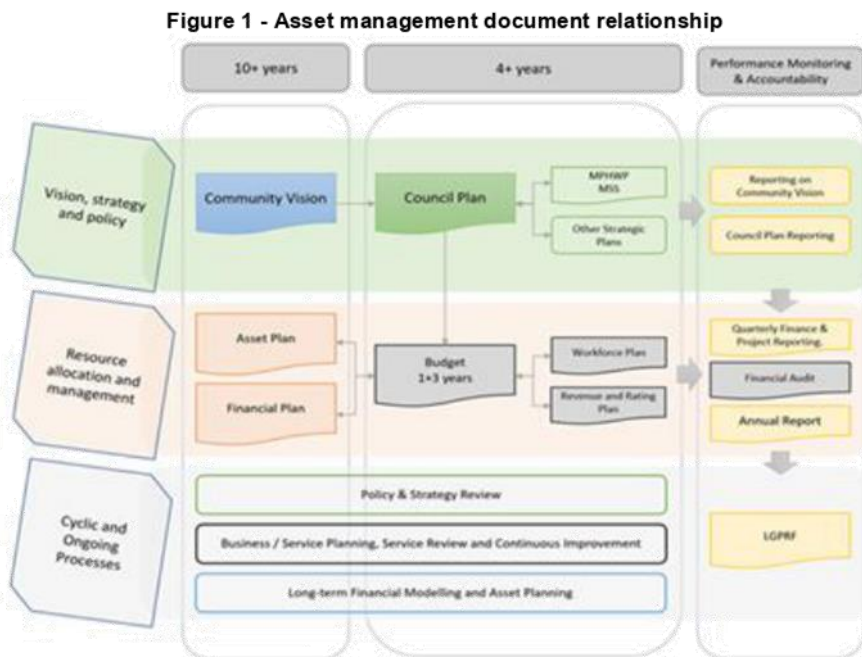 Figure 1 - Asset management document relationship
10+ years
4+ years
Performance Monitoring
& Accountability
Vision, strategy
and policy
Community Vision
Council Plan
MPHWP
MSS
Other Strategic
Plans
Reporting on
Community Vision
Council Plan Reporting
Resource
allocation and
management
Asset Plan
Financial Plan
Budget
1+3 years
Workforce Plan
Revenue and Rating
Plan
Quarterly Finance &
Project Reporting.
Financial Audit
Annual Report
Cyclic and
Ongoing
Processes
Policy & Strategy Review
Business / Service Planning, Service Review and Continuous Improvement
Long-term Financial Modelling and Asset Planning
LGPRF